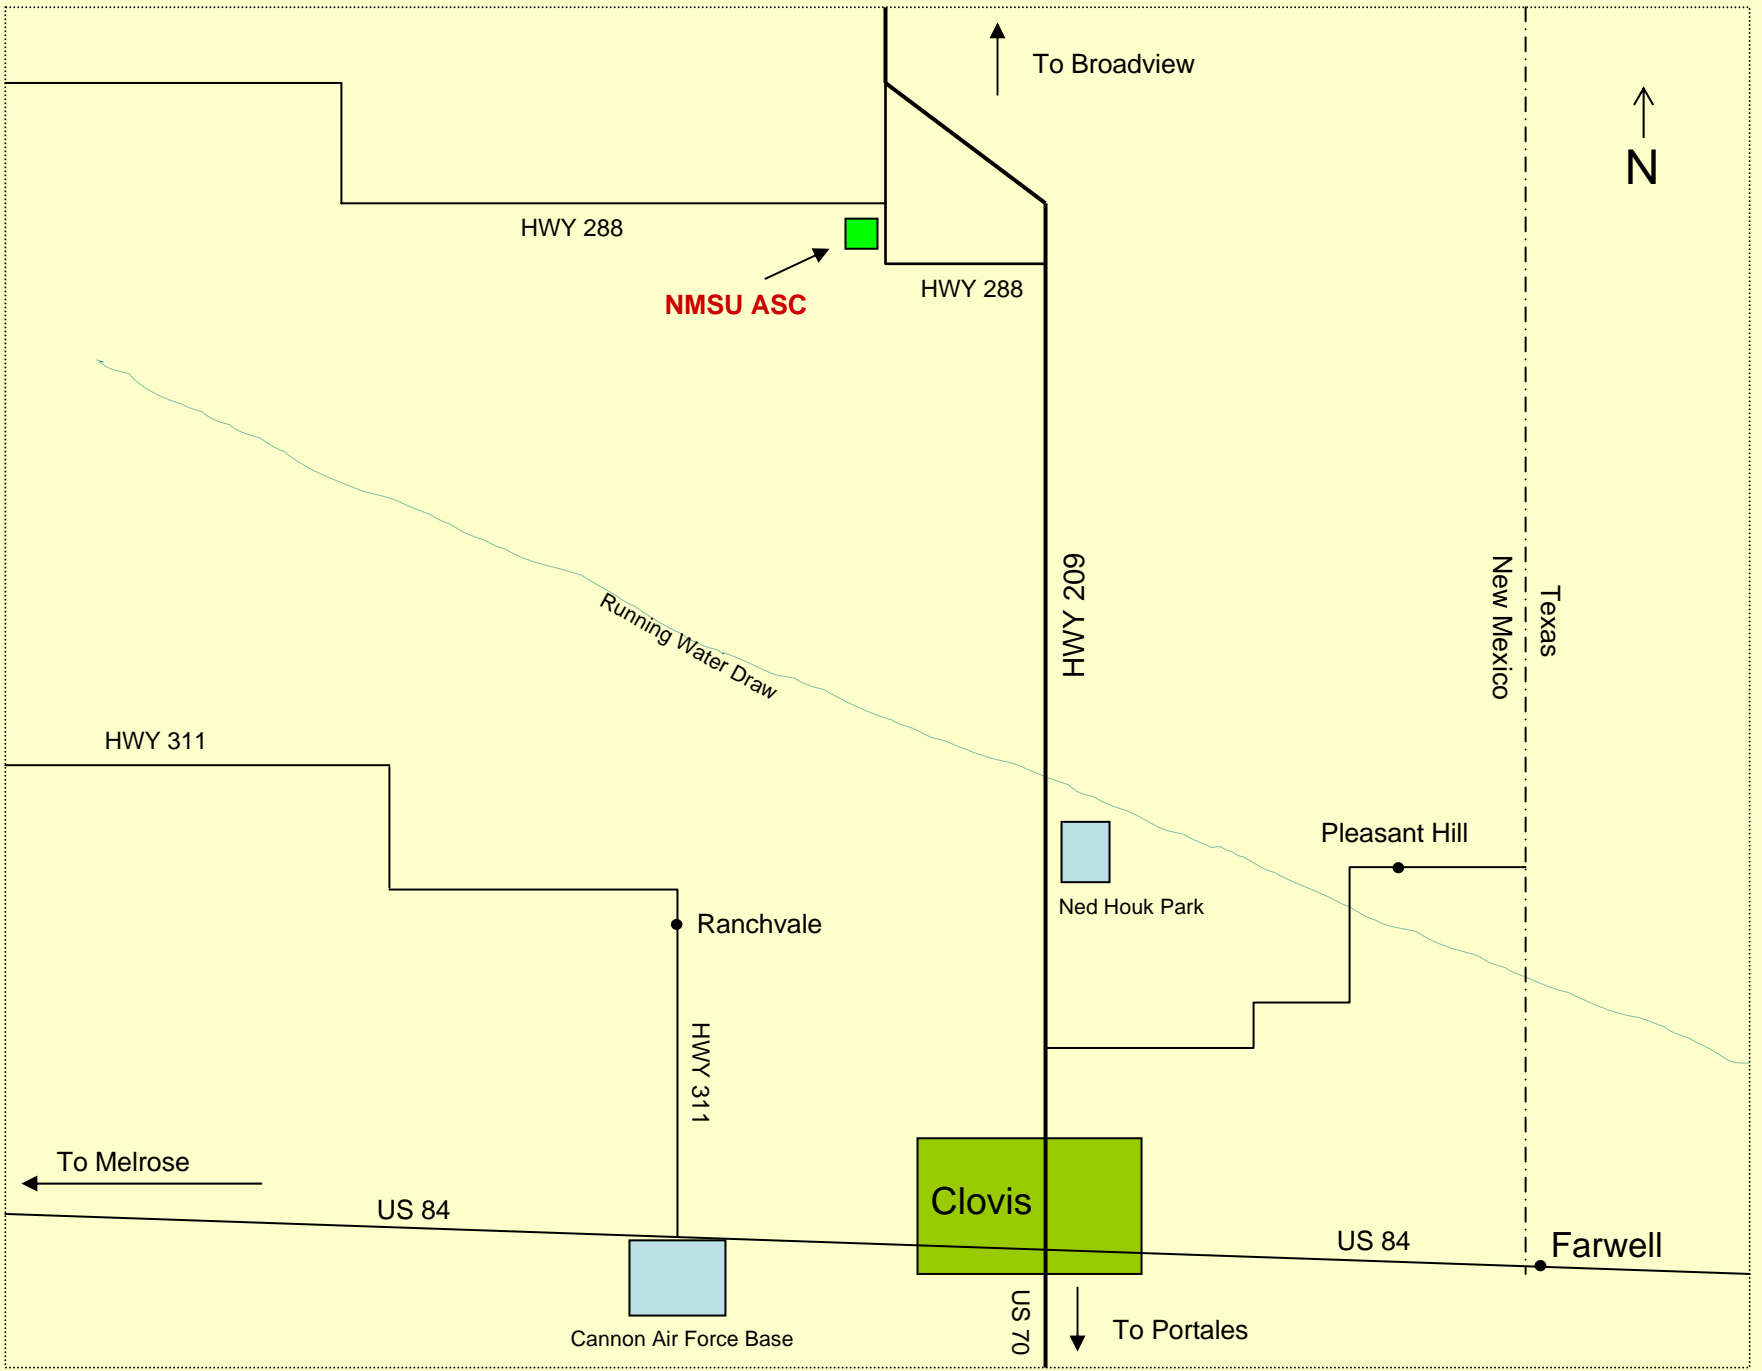 To Broadview
N
HWY 288
NMSU ASC
HWY 288
HWY 209
New Mexico
Texas
Running Water Draw
HWY 311
Pleasant Hill
Ned Houk Park
Ranchvale
HWY 311
To Melrose
US 84
Clovis
US 84
Farwell
US 70
To Portales
Cannon Air Force Base